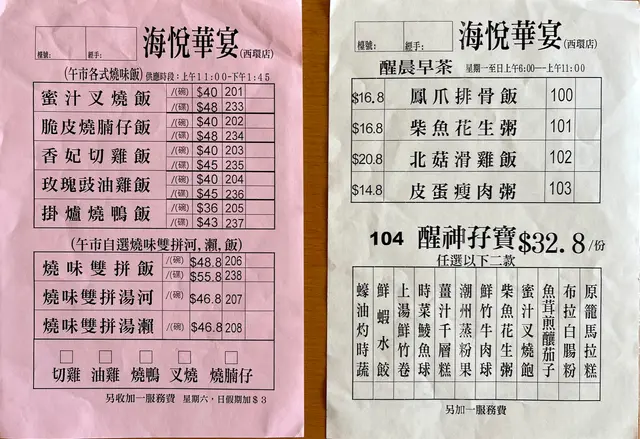 海悅華宴(西環店)
檯號: 經手:
(午市各式燒味飯) 供應時段:上午11:00-下午1:45
蜜汁叉燒飯 /(碗) $40 201
/(碟) $48 233
脆皮燒腩仔飯 /(碗) $40 202
/(碟) $48 234
香妃切雞飯 /(碗) $40 203
/(碟) $45 235
玫瑰豉油雞飯 /(碗) $40 204
/(碟) $45 236
掛爐燒鴨飯 /(碗) $36 205
/(碟) $43 237
(午市自選燒味雙拼河,瀨,飯)
燒味雙拼飯 /(碗) $48.8 206
/(碟) $55.8 238
燒味雙拼湯河 /(碗) $46.8 207
燒味雙拼湯瀨 /(碗) $46.8 208
切雞 油雞 燒鴨 叉燒 燒腩仔
另收加一服務費 星期六,日假期加$3
海悅華宴(西環店)
檯號: 經手:
醒晨早茶 星期一至日上午6:00--上午11:00
$16.8 鳳爪排骨飯 100
$16.8 柴魚花生粥 101
$20.8 北菇滑雞飯 102
$14.8 皮蛋瘦肉粥 103
104 醒神孖寶 $32.8/份
任選以下二款
蠔油灼時蔬
鮮蝦水餃
上湯鮮竹卷
時菜鯪魚球
薑汁千層糕
潮州蒸粉果
鮮竹牛肉球
柴魚花生粥
蜜汁叉燒飽
魚茸煎釀茄子
布拉白腸粉
原籠馬拉糕
另加一服務費